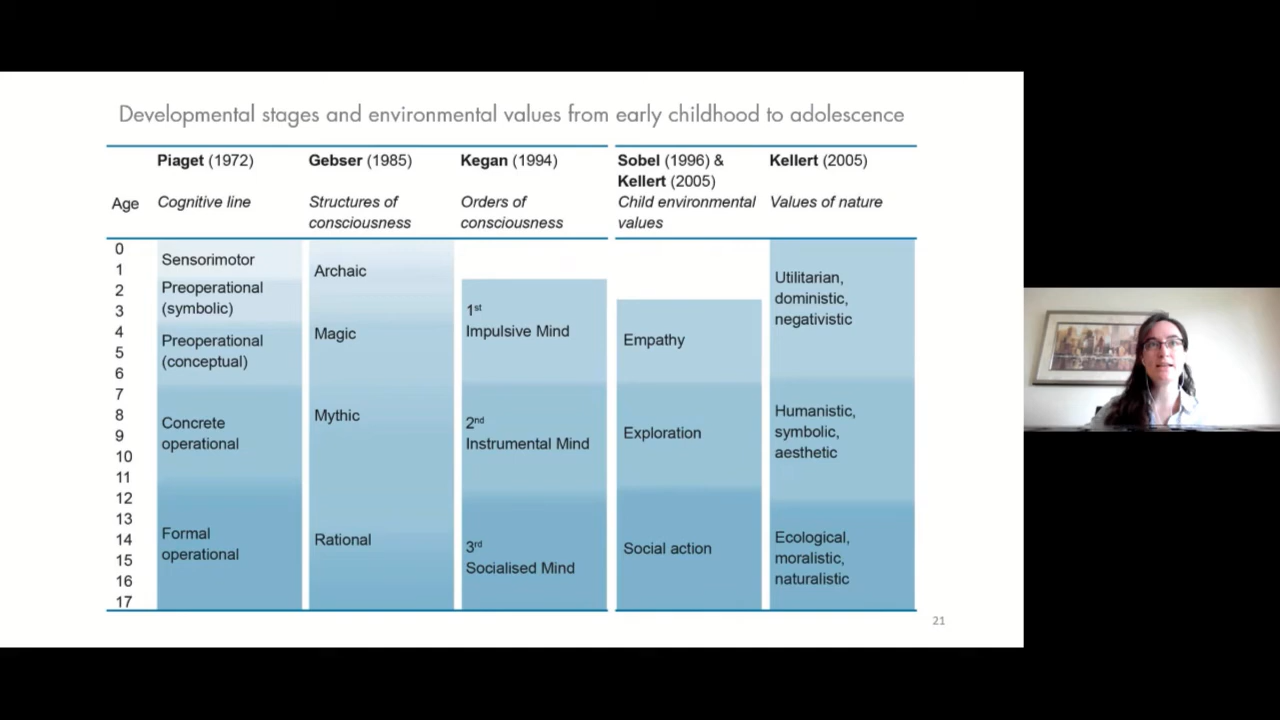 Developmental stages and environmental values from early childhood to adolescence
Piaget (1972)
Cognitive line
Gebser (1985)
Structures of
consciousness
Kegan (1994)
Orders of
consciousness
Sobel (1996) &
Kellert (2005)
Child environmental
values
Kellert (2005)
Values of nature
Age
0
1
2
3
4
5
6
7
8
9
10
11
12
13
14
15
16
17
Sensorimotor
Preoperational
(symbolic)
Preoperational
(conceptual)
Concrete
operational
Formal
operational
Archaic
Magic
Mythic
Rational
1st
Impulsive Mind
2nd
Instrumental Mind
3rd
Socialised Mind
Empathy
Exploration
Social action
Utilitarian,
doministic,
negativistic
Humanistic,
symbolic,
aesthetic
Ecological,
moralistic,
naturalistic
21